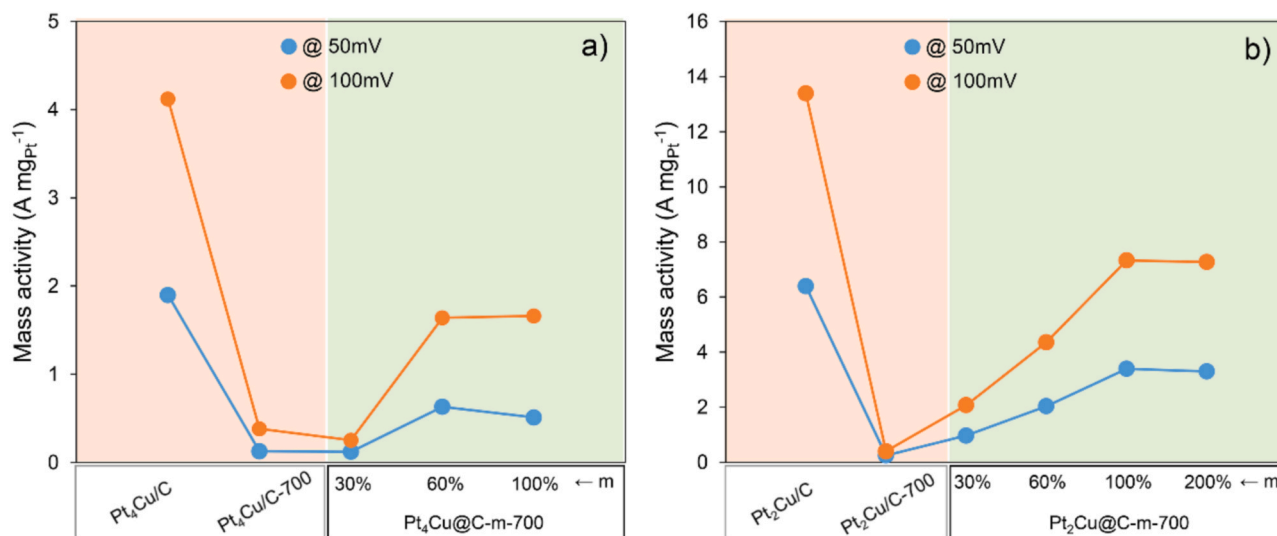 a)
@ 50mV
@ 100mV
Mass activity (A mg_Pt⁻¹)
5
4
3
2
1
0
Pt₄Cu/C
Pt₄Cu/C-700
30% 60% 100% ← m
Pt₄Cu@C-m-700
b)
@ 50mV
@ 100mV
Mass activity (A mg_Pt⁻¹)
16
14
12
10
8
6
4
2
0
Pt₂Cu/C
Pt₂Cu/C-700
30% 60% 100% 200% ← m
Pt₂Cu@C-m-700